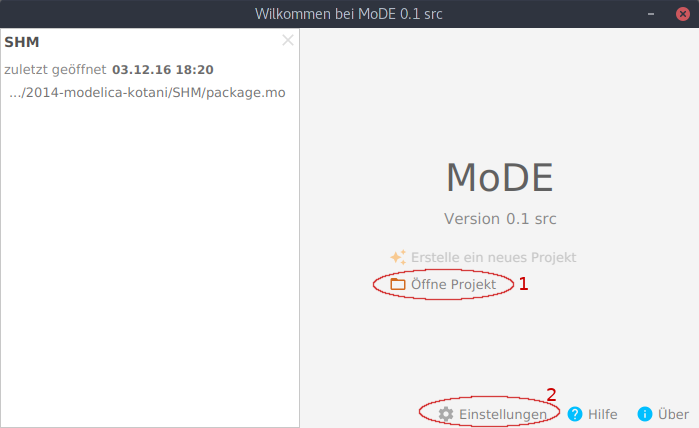 Wilkommen bei MoDE 0.1 src
SHM
zuletzt geöffnet 03.12.16 18:20
.../2014-modelica-kotani/SHM/package.mo
MoDE
Version 0.1 src
Erstelle ein neues Projekt
Öffne Projekt 1
2
Einstellungen Hilfe Über